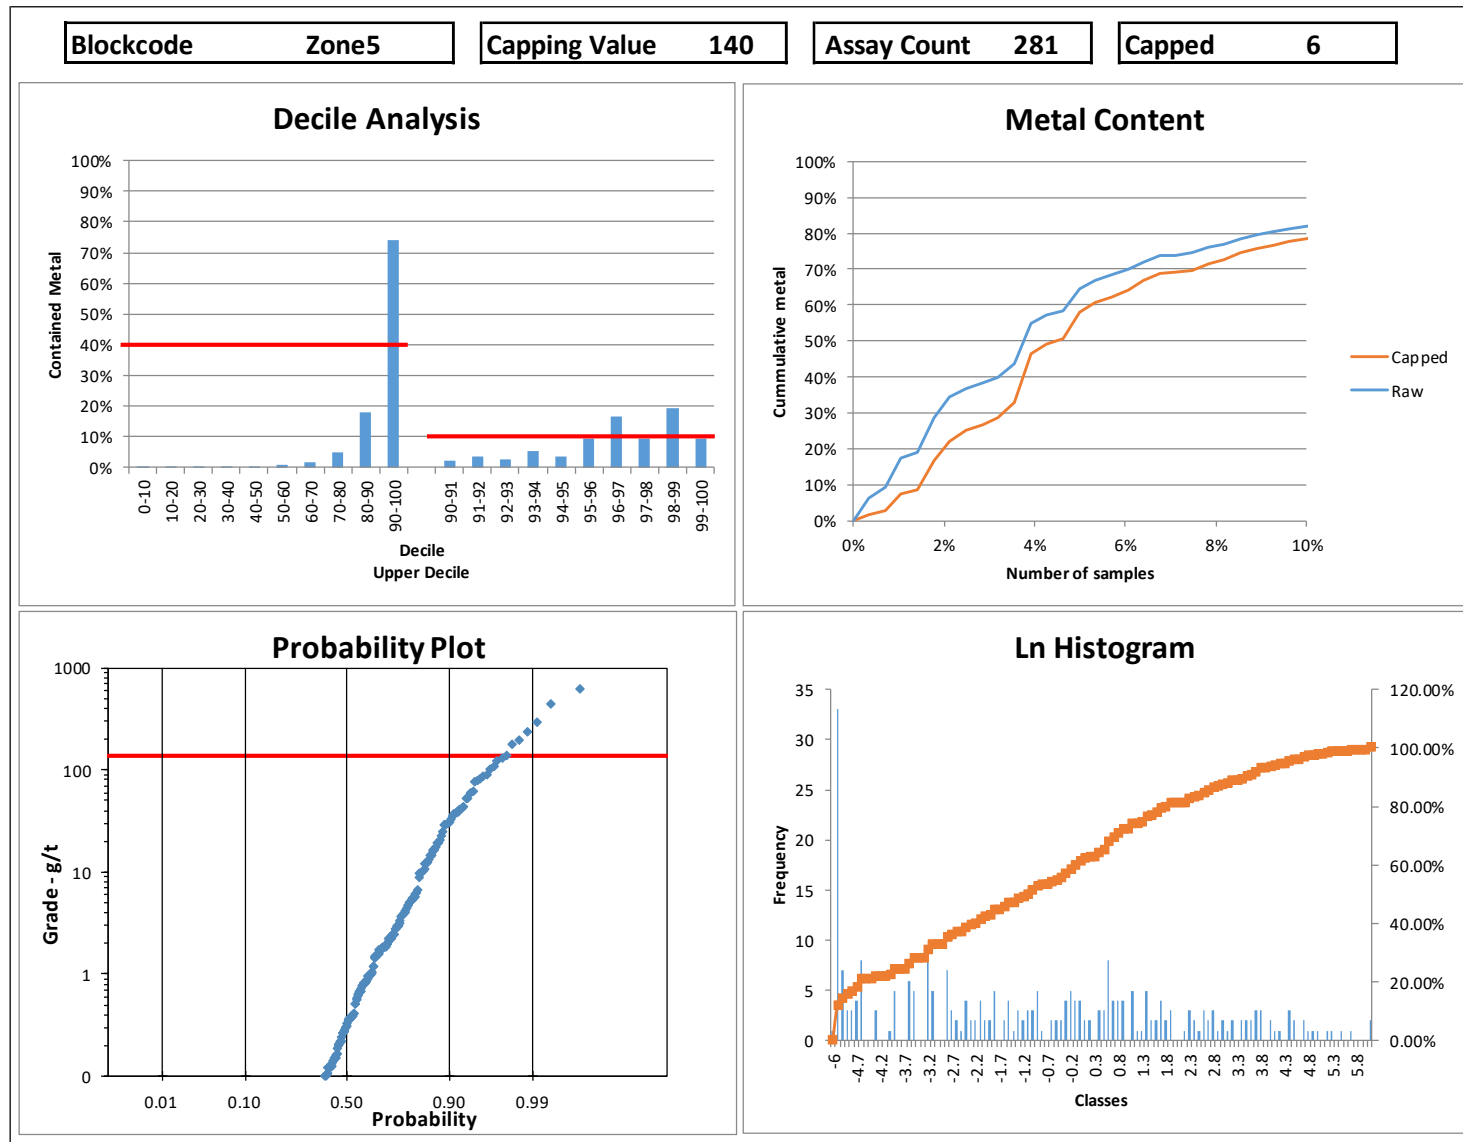 Blockcode Zone5 Capping Value 140 Assay Count 281 Capped 6
Decile Analysis
100%
90%
80%
70%
60%
50%
40%
30%
20%
10%
0%
Contained Metal
0-10 10-20 20-30 30-40 40-50 50-60 60-70 70-80 80-90 90-100 90-91 91-92 92-93 93-94 94-95 95-96 96-97 97-98 98-99 99-100
Decile
Upper Decile
Metal Content
100%
90%
80%
70%
60%
50%
40%
30%
20%
10%
0%
Cummulative metal
0% 2% 4% 6% 8% 10%
Number of samples
Capped
Raw
Probability Plot
1000
100
10
1
0
Grade - g/t
0.01 0.10 0.50 0.90 0.99
Probability
Ln Histogram
35
30
25
20
15
10
5
0
Frequency
120.00%
100.00%
80.00%
60.00%
40.00%
20.00%
0.00%
-6 -4.7 -4.2 -3.7 -3.2 -2.7 -2.2 -1.7 -1.2 -0.7 -0.2 0.3 0.8 1.3 1.8 2.3 2.8 3.3 3.8 4.3 4.8 5.3 5.8
Classes